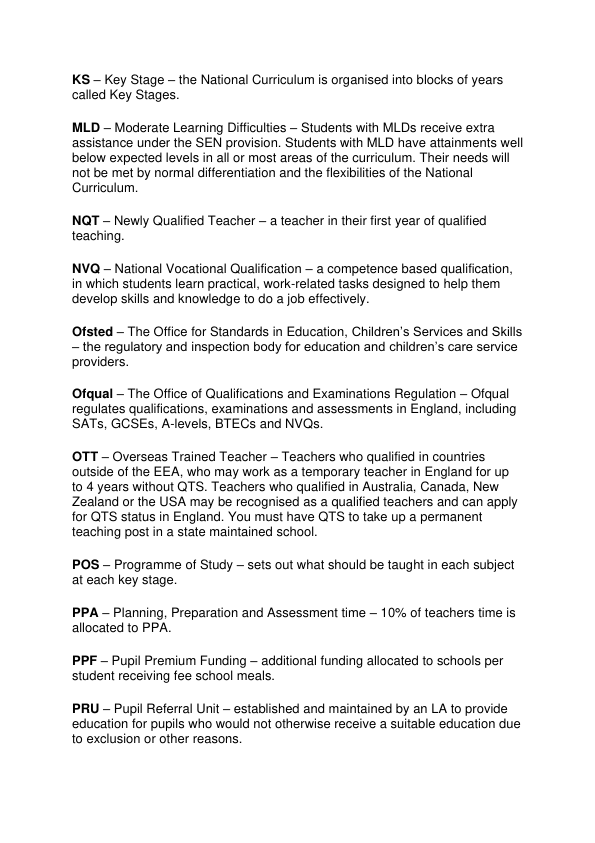 KS – Key Stage – the National Curriculum is organised into blocks of years
called Key Stages.
MLD – Moderate Learning Difficulties – Students with MLDs receive extra
assistance under the SEN provision. Students with MLD have attainments well
below expected levels in all or most areas of the curriculum. Their needs will
not be met by normal differentiation and the flexibilities of the National
Curriculum.
NQT – Newly Qualified Teacher – a teacher in their first year of qualified
teaching.
NVQ – National Vocational Qualification – a competence based qualification,
in which students learn practical, work-related tasks designed to help them
develop skills and knowledge to do a job effectively.
Ofsted – The Office for Standards in Education, Children’s Services and Skills
– the regulatory and inspection body for education and children’s care service
providers.
Ofqual – The Office of Qualifications and Examinations Regulation – Ofqual
regulates qualifications, examinations and assessments in England, including
SATs, GCSEs, A-levels, BTECs and NVQs.
OTT – Overseas Trained Teacher – Teachers who qualified in countries
outside of the EEA, who may work as a temporary teacher in England for up
to 4 years without QTS. Teachers who qualified in Australia, Canada, New
Zealand or the USA may be recognised as a qualified teachers and can apply
for QTS status in England. You must have QTS to take up a permanent
teaching post in a state maintained school.
POS – Programme of Study – sets out what should be taught in each subject
at each key stage.
PPA – Planning, Preparation and Assessment time – 10% of teachers time is
allocated to PPA.
PPF – Pupil Premium Funding – additional funding allocated to schools per
student receiving fee school meals.
PRU – Pupil Referral Unit – established and maintained by an LA to provide
education for pupils who would not otherwise receive a suitable education due
to exclusion or other reasons.